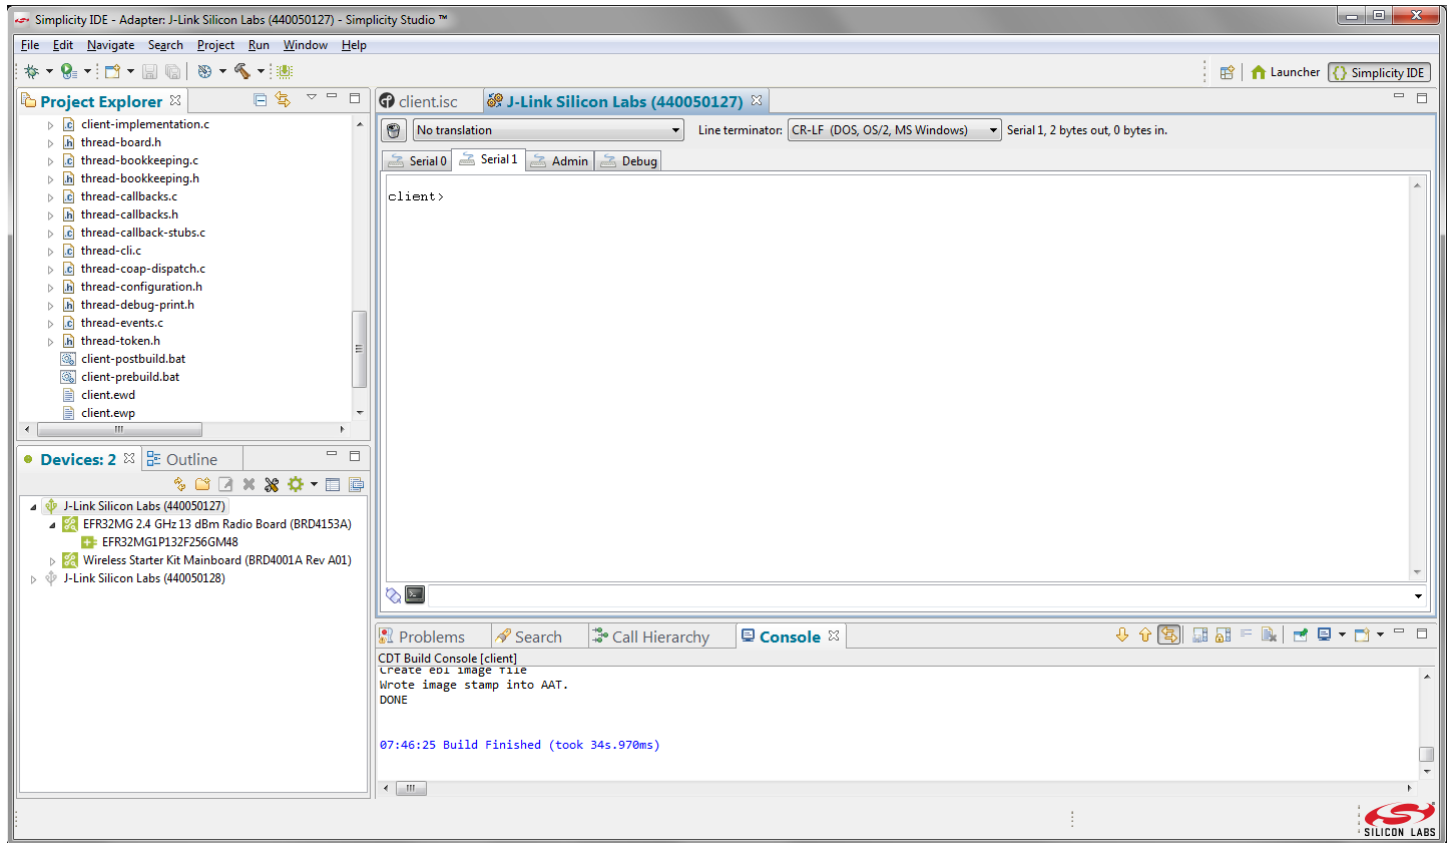 Simplicity IDE - Adapter: J-Link Silicon Labs (440050127) - Simplicity Studio ™
File Edit Navigate Search Project Run Window Help
Launcher Simplicity IDE
Project Explorer
client-implementation.c
thread-board.h
thread-bookkeeping.c
thread-bookkeeping.h
thread-callbacks.c
thread-callbacks.h
thread-callback-stubs.c
thread-cli.c
thread-coap-dispatch.c
thread-configuration.h
thread-debug-print.h
thread-events.c
thread-token.h
client-postbuild.bat
client-prebuild.bat
client.ewd
client.ewp
Devices: 2 Outline
J-Link Silicon Labs (440050127)
EFR32MG 2.4 GHz 13 dBm Radio Board (BRD4153A)
EFR32MG1P132F256GM48
Wireless Starter Kit Mainboard (BRD4001A Rev A01)
J-Link Silicon Labs (440050128)
client.isc J-Link Silicon Labs (440050127)
No translation Line terminator: CR-LF (DOS, OS/2, MS Windows) Serial 1, 2 bytes out, 0 bytes in.
Serial 0 Serial 1 Admin Debug
client>
Problems Search Call Hierarchy Console
CDT Build Console [client]
Create ebl image file
Wrote image stamp into AAT.
DONE
07:46:25 Build Finished (took 34s.970ms)
SILICON LABS